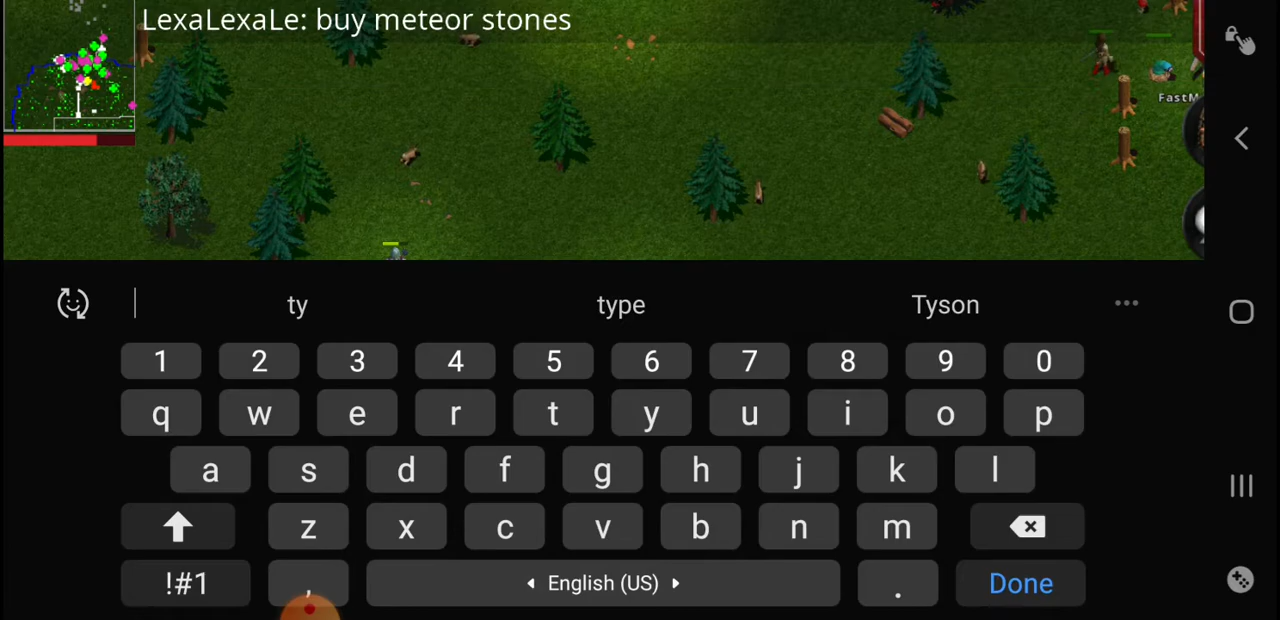 LexaLexaLe: buy meteor stones
FastM
ty type Tyson
1 2 3 4 5 6 7 8 9 0
q w e r t y u i o p
a s d f g h j k l
z x c v b n m
!#1 , English (US) . Done